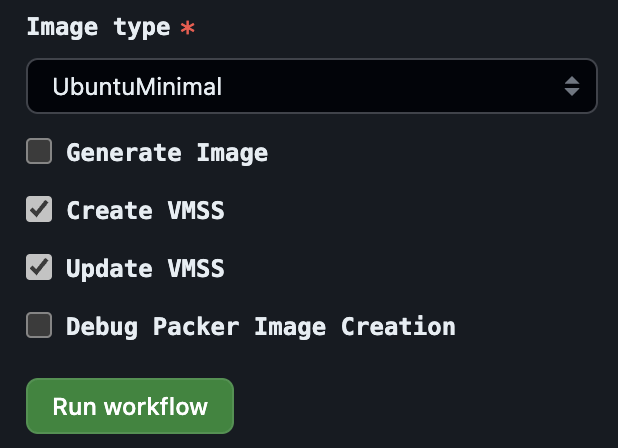 Image type *
UbuntuMinimal
Generate Image
Create VMSS
Update VMSS
Debug Packer Image Creation
Run workflow